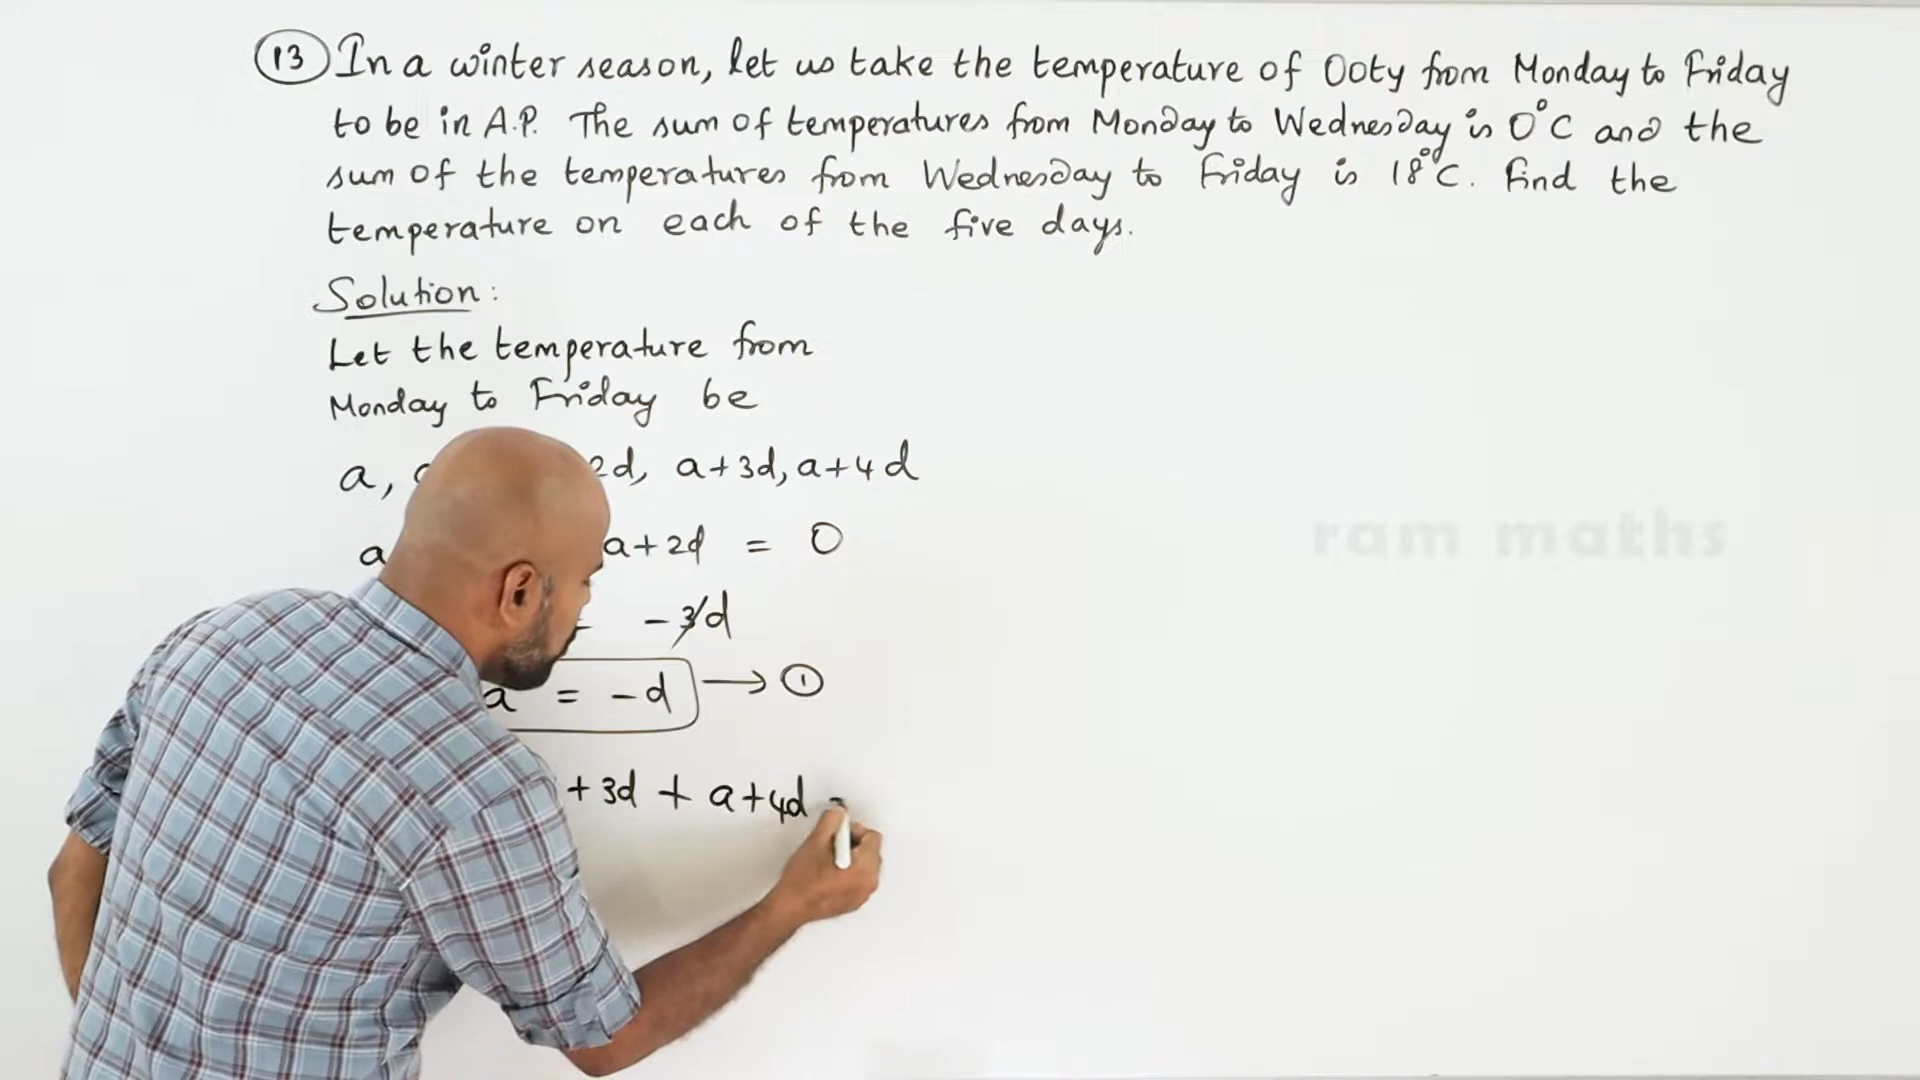 13 In a winter season, let us take the temperature of Ooty from Monday to Friday
to be in A.P. The sum of temperatures from Monday to Wednesday is 0°C and the
sum of the temperatures from Wednesday to Friday is 18°C. Find the
temperature on each of the five days.
Solution:
Let the temperature from
Monday to Friday be
a, 2d, a+3d, a+4d
a a+2d = 0
-3d
a = -d → ①
+3d + a+4d
ram maths